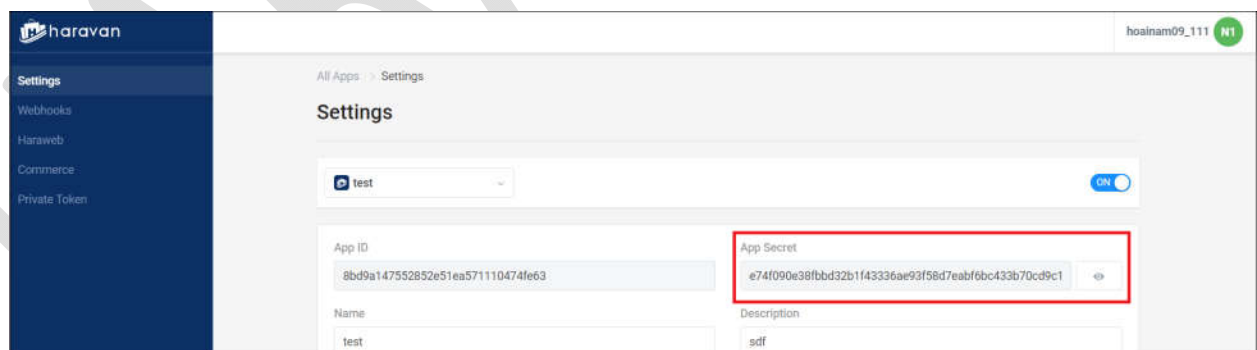 haravan
hoainam09_111 N1
Settings
Webhooks
Haraweb
Commerce
Private Token
All Apps > Settings
Settings
test
ON
App ID
App Secret
8bd9a147552852e51ea571110474fe63
e74f090e38fbbd32b1f43336ae93f58d7eabf6bc433b70cd9c1
Name
Description
test
sdf